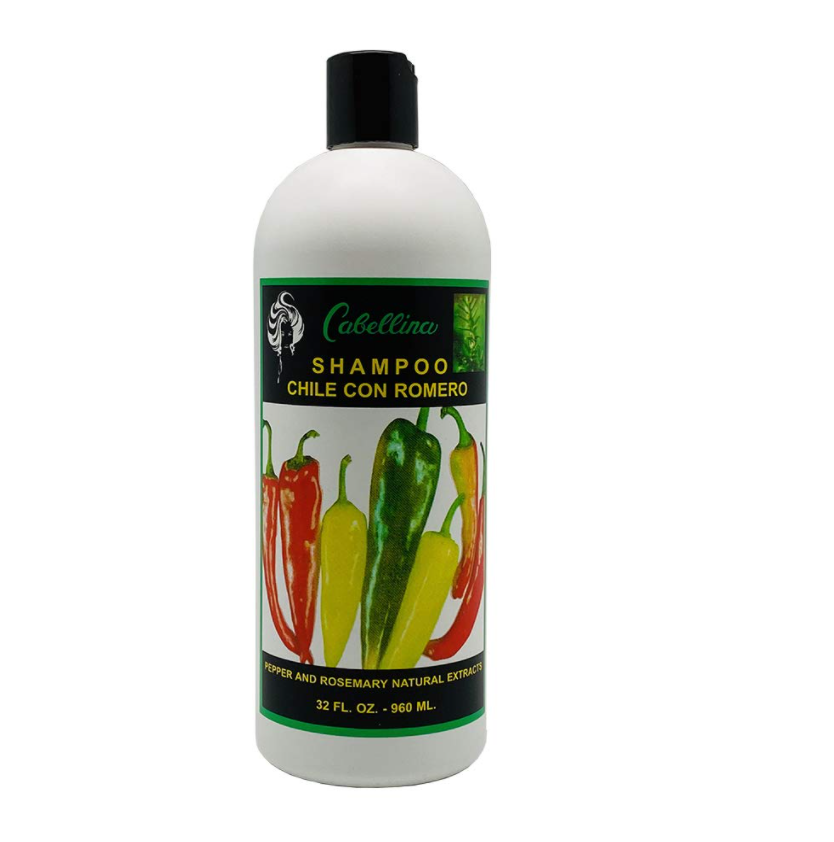 Cabellina
SHAMPOO
CHILE CON ROMERO
PEPPER AND ROSEMARY NATURAL EXTRACTS
32 FL. OZ. - 960 ML.